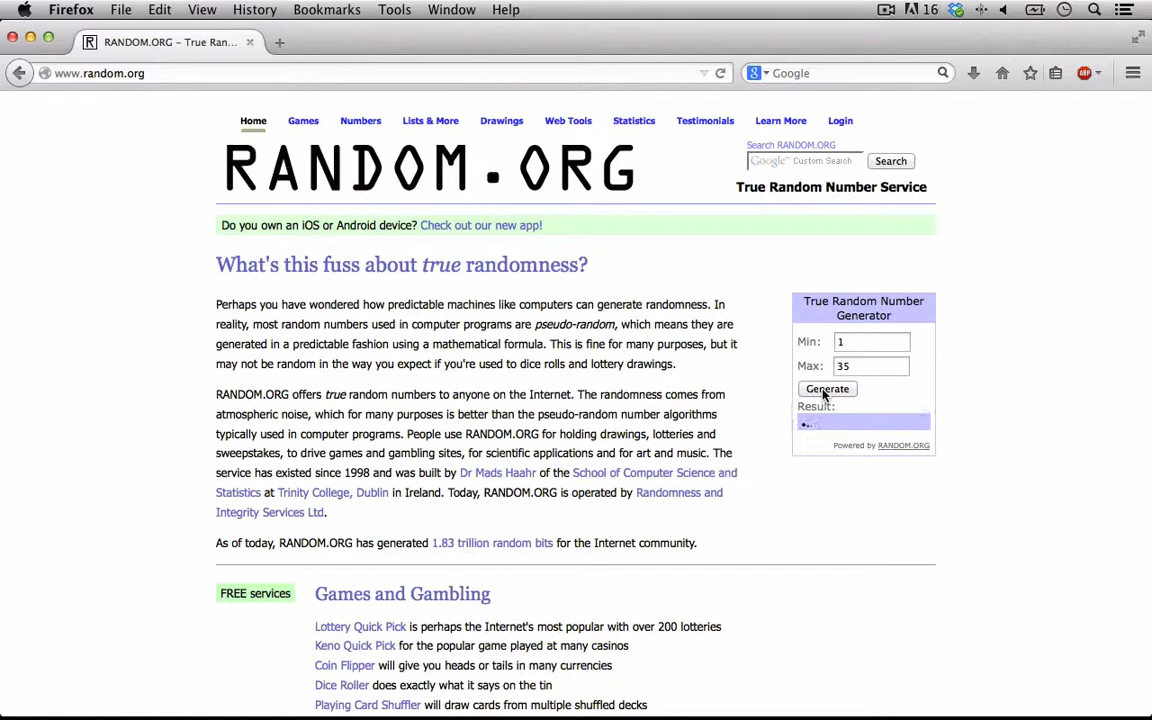 Firefox File Edit View History Bookmarks Tools Window Help 16
RANDOM.ORG – True Ran...
www.random.org Google
Home Games Numbers Lists & More Drawings Web Tools Statistics Testimonials Learn More Login
Search RANDOM.ORG
Google™ Custom Search Search
RANDOM.ORG
True Random Number Service
Do you own an iOS or Android device? Check out our new app!
What's this fuss about true randomness?
Perhaps you have wondered how predictable machines like computers can generate randomness. In
reality, most random numbers used in computer programs are pseudo-random, which means they are
generated in a predictable fashion using a mathematical formula. This is fine for many purposes, but it
may not be random in the way you expect if you're used to dice rolls and lottery drawings.
RANDOM.ORG offers true random numbers to anyone on the Internet. The randomness comes from
atmospheric noise, which for many purposes is better than the pseudo-random number algorithms
typically used in computer programs. People use RANDOM.ORG for holding drawings, lotteries and
sweepstakes, to drive games and gambling sites, for scientific applications and for art and music. The
service has existed since 1998 and was built by Dr Mads Haahr of the School of Computer Science and
Statistics at Trinity College, Dublin in Ireland. Today, RANDOM.ORG is operated by Randomness and
Integrity Services Ltd.
As of today, RANDOM.ORG has generated 1.83 trillion random bits for the Internet community.
True Random Number
Generator
Min: 1
Max: 35
Generate
Result:
Powered by RANDOM.ORG
FREE services
Games and Gambling
Lottery Quick Pick is perhaps the Internet's most popular with over 200 lotteries
Keno Quick Pick for the popular game played at many casinos
Coin Flipper will give you heads or tails in many currencies
Dice Roller does exactly what it says on the tin
Playing Card Shuffler will draw cards from multiple shuffled decks